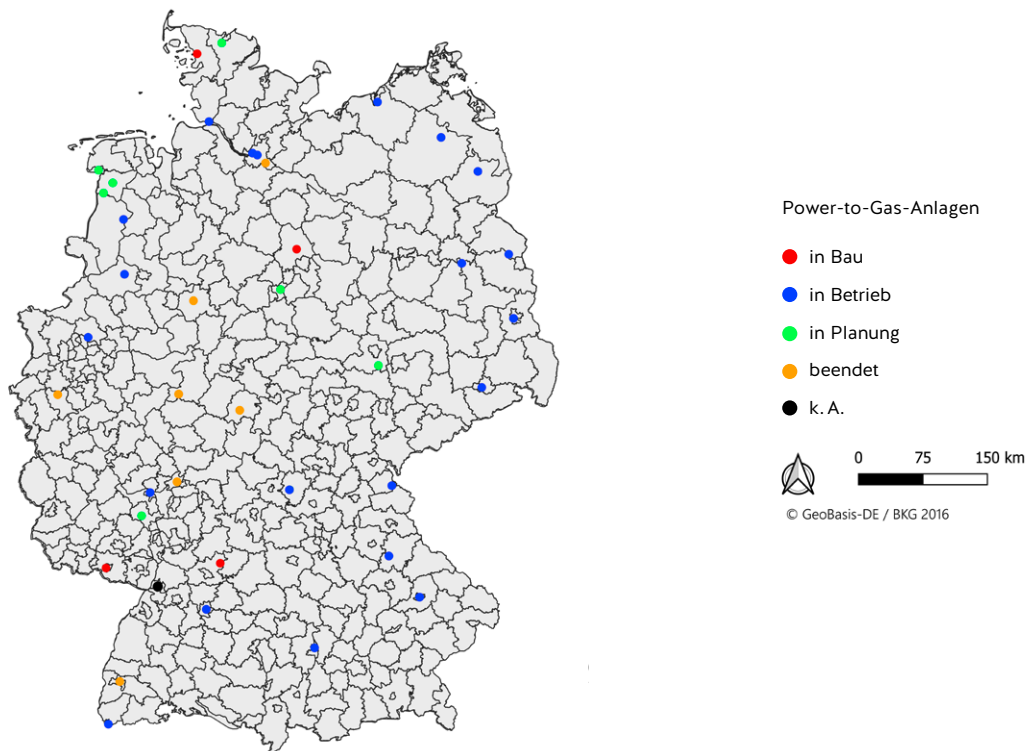 Power-to-Gas-Anlagen
in Bau
in Betrieb
in Planung
beendet
k. A.
0 75 150 km
© GeoBasis-DE / BKG 2016